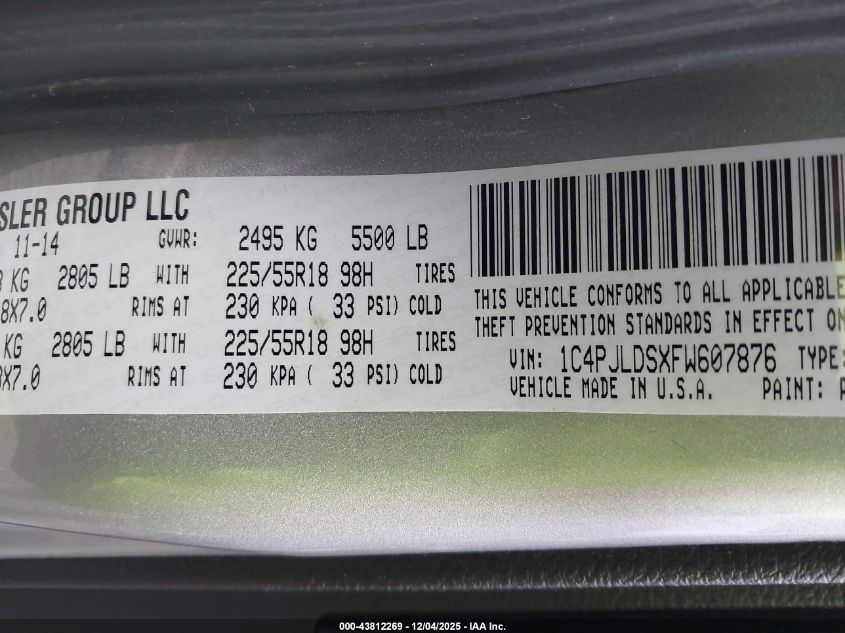 SLER GROUP LLC
11-14 GVWR: 2495 KG 5500 LB
KG 2805 LB WITH 225/55R18 98H TIRES
8X7.0 RIMS AT 230 KPA ( 33 PSI) COLD
KG 2805 LB WITH 225/55R18 98H TIRES
X7.0 RIMS AT 230 KPA ( 33 PSI) COLD
THIS VEHICLE CONFORMS TO ALL APPLICABLE
THEFT PREVENTION STANDARDS IN EFFECT ON
VIN: 1C4PJLDSXFW607876 TYPE:
VEHICLE MADE IN U.S.A. PAINT:
000-43812269 - 12/04/2025 - IAA Inc.